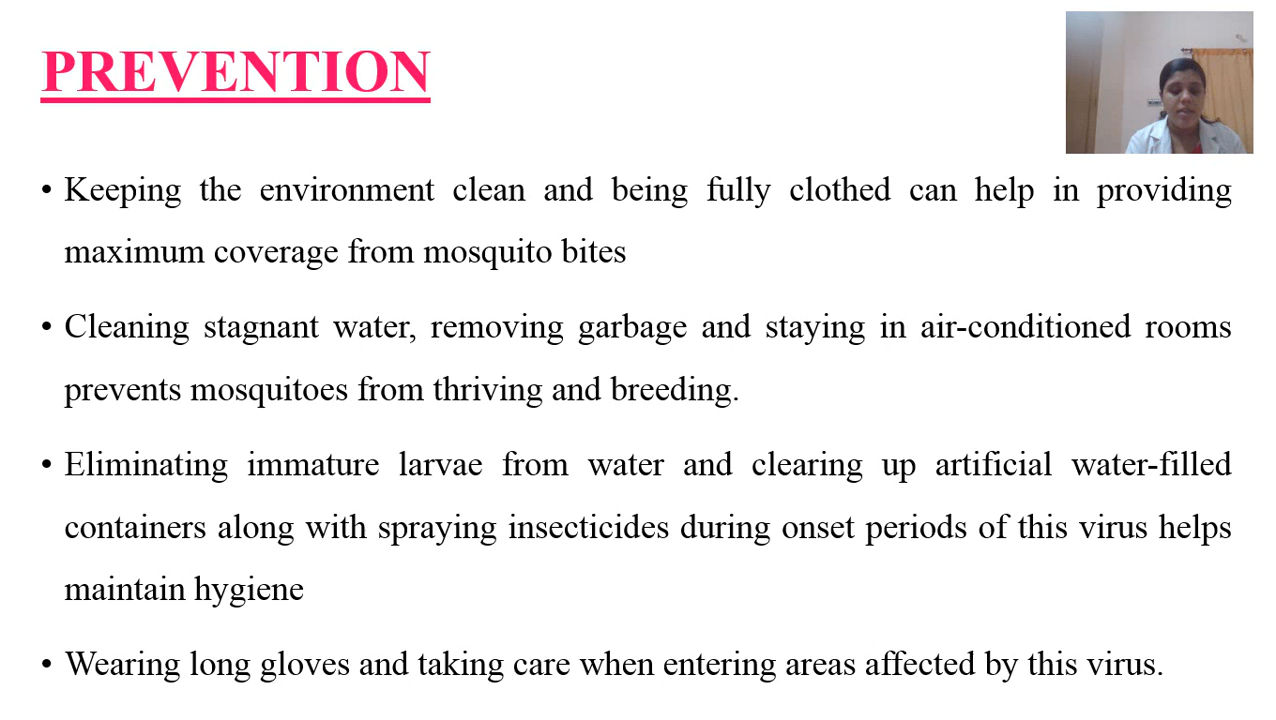 PREVENTION
• Keeping the environment clean and being fully clothed can help in providing
maximum coverage from mosquito bites
• Cleaning stagnant water, removing garbage and staying in air-conditioned rooms
prevents mosquitoes from thriving and breeding.
• Eliminating immature larvae from water and clearing up artificial water-filled
containers along with spraying insecticides during onset periods of this virus helps
maintain hygiene
• Wearing long gloves and taking care when entering areas affected by this virus.